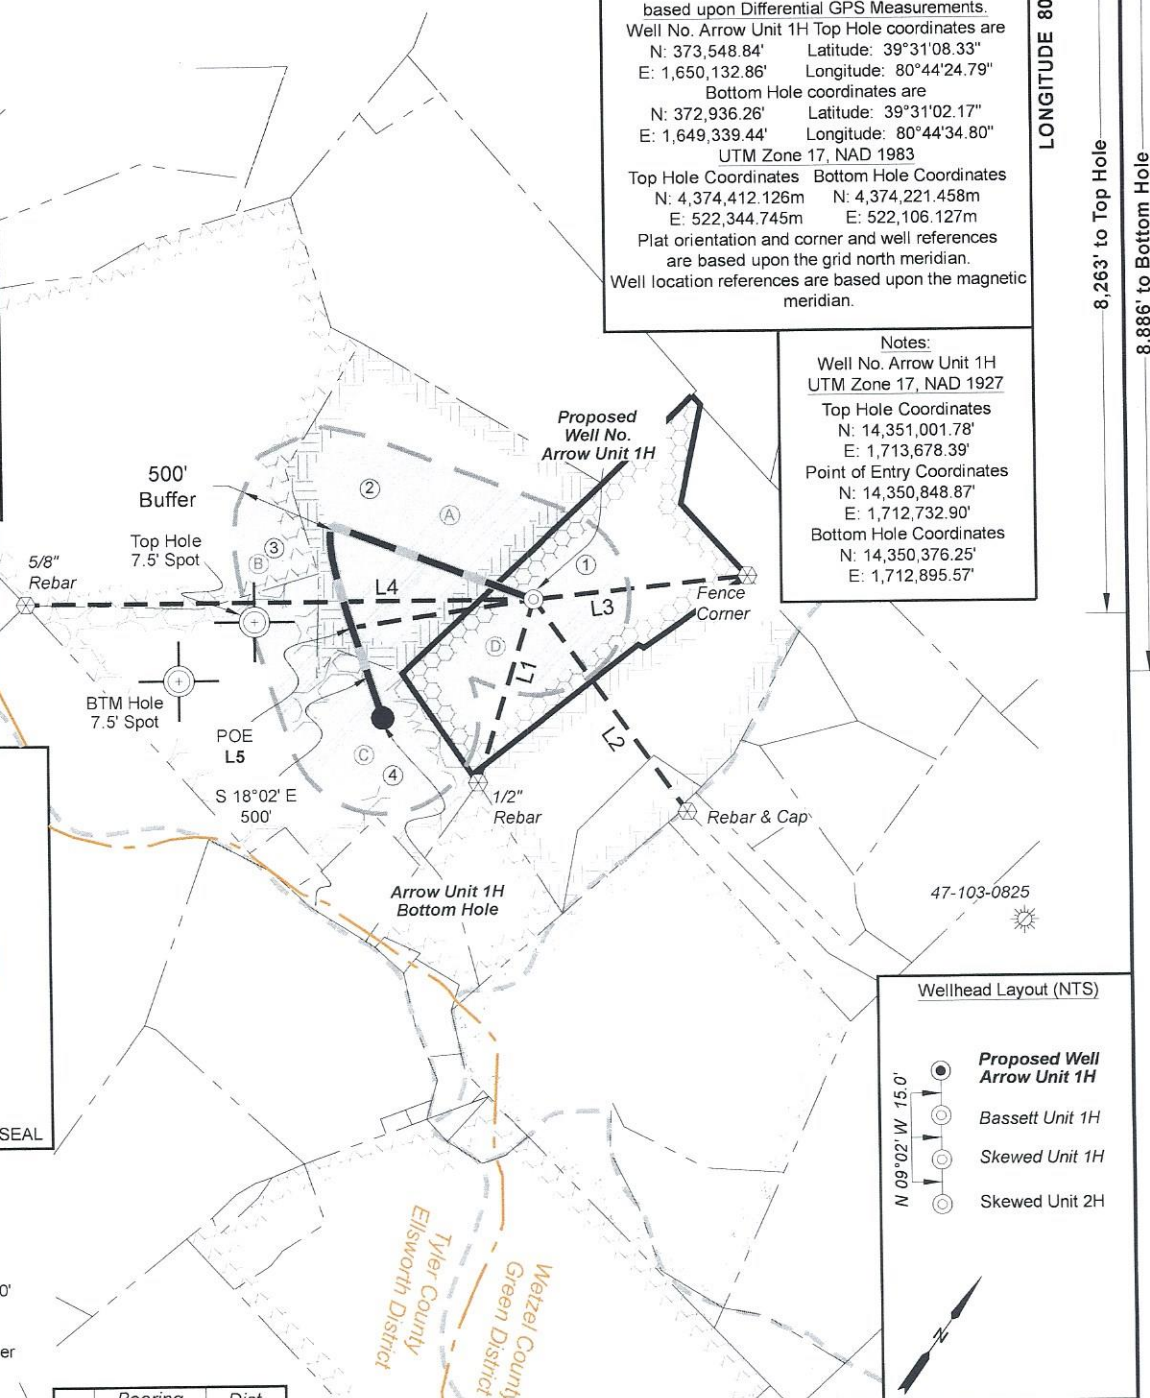 based upon Differential GPS Measurements.
Well No. Arrow Unit 1H Top Hole coordinates are
N: 373,548.84' Latitude: 39°31'08.33"
E: 1,650,132.86' Longitude: 80°44'24.79"
Bottom Hole coordinates are
N: 372,936.26' Latitude: 39°31'02.17"
E: 1,649,339.44' Longitude: 80°44'34.80"
UTM Zone 17, NAD 1983
Top Hole Coordinates Bottom Hole Coordinates
N: 4,374,412.126m N: 4,374,221.458m
E: 522,344.745m E: 522,106.127m
Plat orientation and corner and well references
are based upon the grid north meridian.
Well location references are based upon the magnetic
meridian.
LONGITUDE 80
8,263' to Top Hole
8,886' to Bottom Hole
Notes:
Well No. Arrow Unit 1H
UTM Zone 17, NAD 1927
Top Hole Coordinates
N: 14,351,001.78'
E: 1,713,678.39'
Point of Entry Coordinates
N: 14,350,848.87'
E: 1,712,732.90'
Bottom Hole Coordinates
N: 14,350,376.25'
E: 1,712,895.57'
Proposed
Well No.
Arrow Unit 1H
500'
Buffer
2
A
Top Hole
7.5' Spot
3
B
1
5/8"
Rebar
L4
L3
Fence
Corner
D
L1
BTM Hole
7.5' Spot
POE
L5
L2
C
4
S 18°02' E
500'
1/2"
Rebar
Rebar & Cap
Arrow Unit 1H
Bottom Hole
47-103-0825
SEAL
Wellhead Layout (NTS)
N 09°02' W 15.0'
Proposed Well
Arrow Unit 1H
Bassett Unit 1H
Skewed Unit 1H
Skewed Unit 2H
Tyler County
Ellsworth District
Wetzel County
Green District
N
0'
er
Bearing Dist